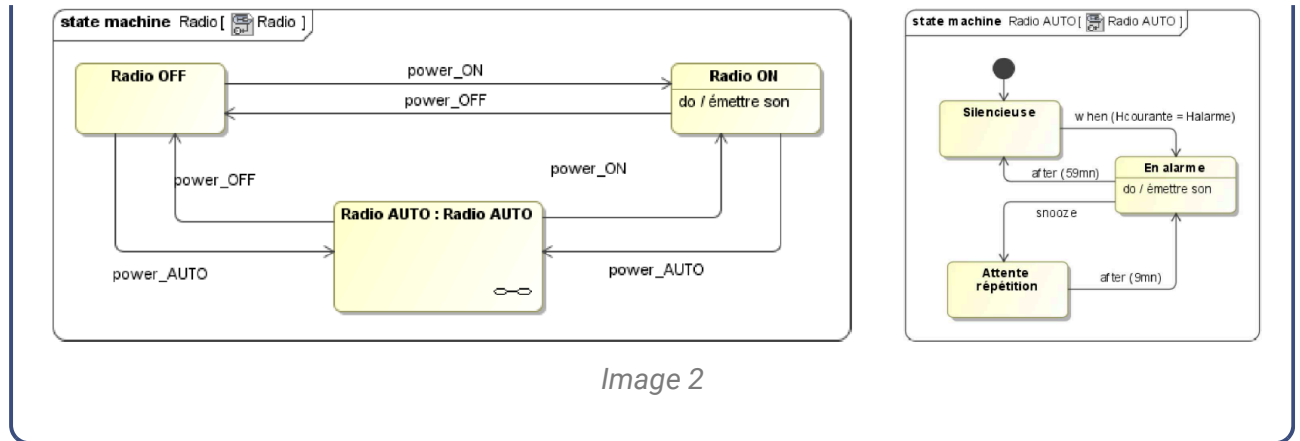 state machine Radio [ Radio ]
Radio OFF
power_ON
power_OFF
Radio ON
do / émettre son
power_OFF
power_ON
Radio AUTO : Radio AUTO
power_AUTO
power_AUTO
state machine Radio AUTO [ Radio AUTO ]
Silencieuse
when (Hcourante = Halarme)
En alarme
do / émettre son
after (59mn)
snooze
Attente
répétition
after (9mn)
Image 2